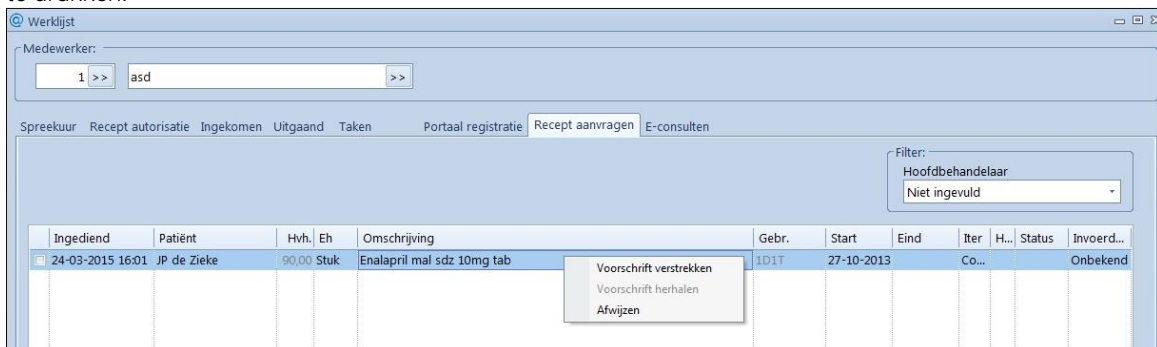 Werklijst
Medewerker:
1 >> asd >>
Spreekuur Recept autorisatie Ingekomen Uitgaand Taken Portaal registratie Recept aanvragen E-consulten
Filter:
Hoofdbehandelaar
Niet ingevuld
Ingediend Patiënt Hvh. Eh Omschrijving Gebr. Start Eind Iter H... Status Invoerd...
24-03-2015 16:01 JP de Zieke 90,00 Stuk Enalapril mal sdz 10mg tab 1D1T 27-10-2013 Co... Onbekend
Voorschrift verstrekken
Voorschrift herhalen
Afwijzen